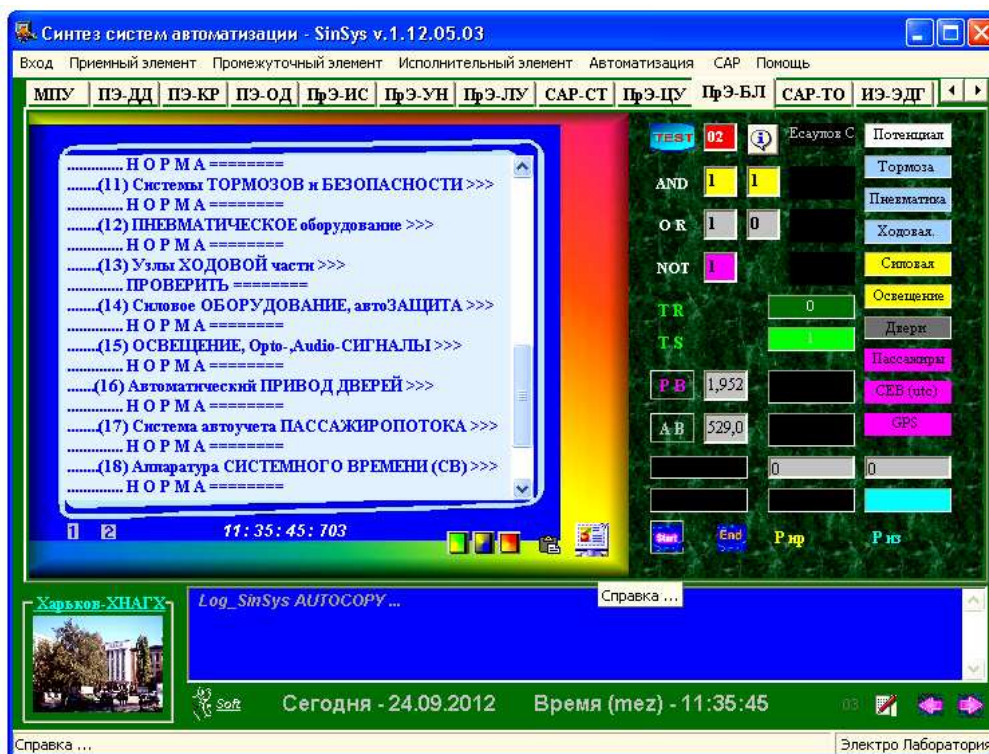 Синтез систем автоматизации - SinSys v.1.12.05.03
Вход Приемный элемент Промежуточный элемент Исполнительный элемент Автоматизация САР Помощь
МПУ ПЭ-ДД ПЭ-КР ПЭ-ОД ПрЭ-ИС ПрЭ-УН ПрЭ-ЛУ САР-СТ ПрЭ-ЦУ ПрЭ-БЛ САР-ТО ИЭ-ЭДГ
............. Н О Р М А ========
.......(11) Системы ТОРМОЗОВ и БЕЗОПАСНОСТИ >>>
............. Н О Р М А ========
.......(12) ПНЕВМАТИЧЕСКОЕ оборудование >>>
............. Н О Р М А ========
.......(13) Узлы ХОДОВОЙ части >>>
............. ПРОВЕРИТЬ ========
.......(14) Силовое ОБОРУДОВАНИЕ, автоЗАЩИТА >>>
............. Н О Р М А ========
.......(15) ОСВЕЩЕНИЕ, Opto-,Audio-СИГНАЛЫ >>>
............. Н О Р М А ========
......(16) Автоматический ПРИВОД ДВЕРЕЙ >>>
............. Н О Р М А ========
.......(17) Система автоучета ПАССАЖИРОПОТОКА >>>
............. Н О Р М А ========
.......(18) Аппаратура СИСТЕМНОГО ВРЕМЕНИ (СВ) >>>
............. Н О Р М А ========
1 2 11:35:45:703
TEST 02 Есаулов С Потенциал
Тормоза
AND 1 1
Пневматика
O R 1 0 Ходовая.
NOT 1 Силовая
T R 0 Освещение
T.S 1 Двери
Пассажиры
P B 1,952 СЕВ (utc)
A B 529,0 GPS
0 0
Start End Р нр Р из
Справка ...
Харьков-ХНАГХ
Log_SinSys AUTOCOPY ...
Soft Сегодня - 24.09.2012 Время (mez) - 11:35:45 03
Справка ... Электро Лаборатория